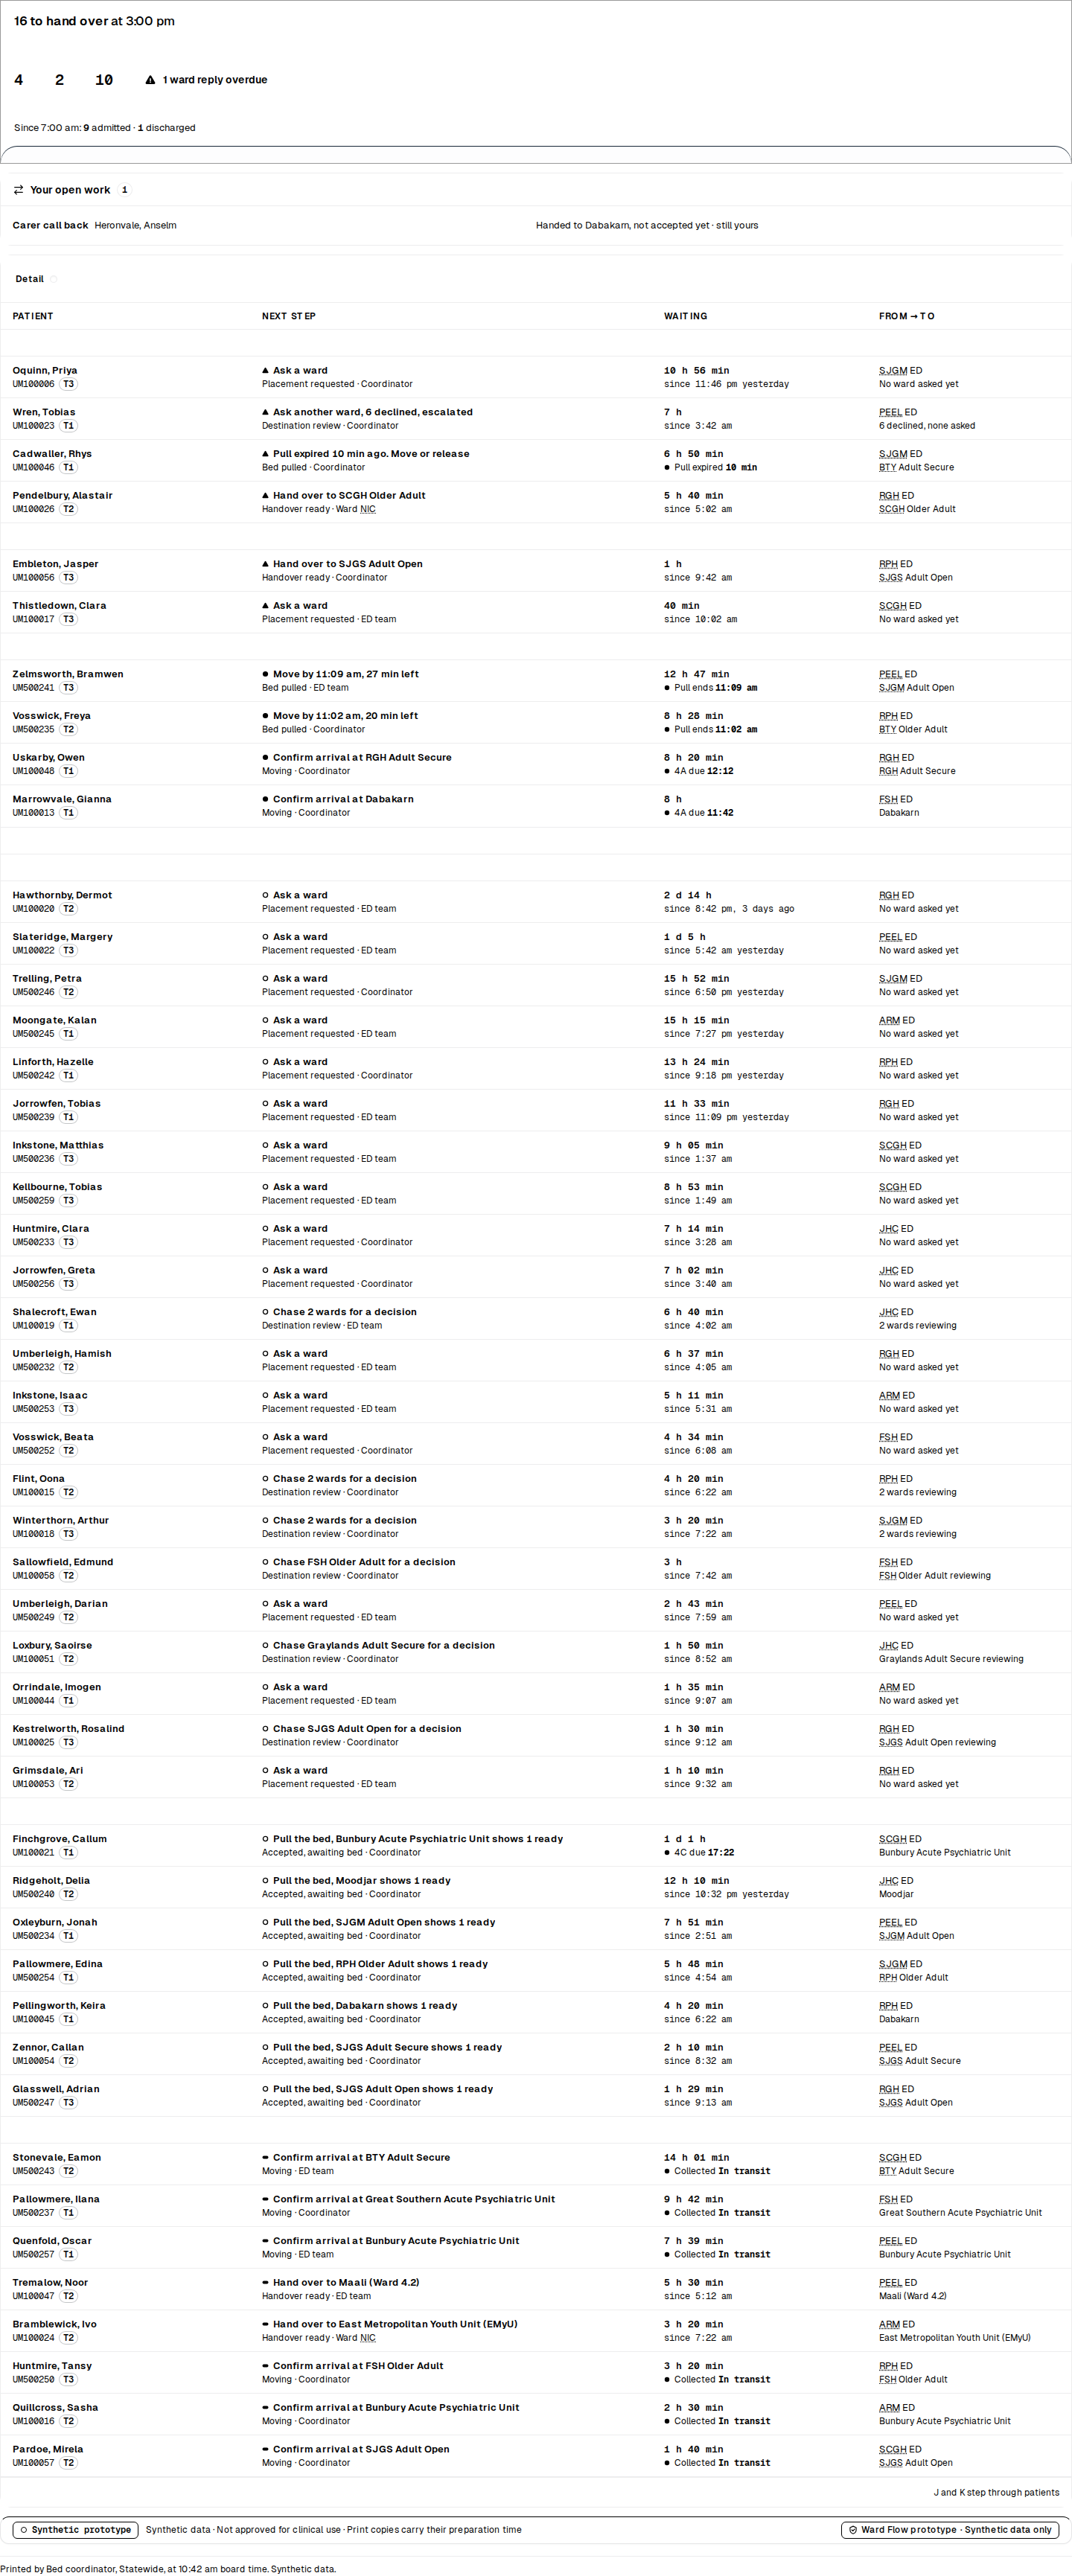 16 to hand over at 3:00 pm
4 2 10 1 ward reply overdue
Since 7:00 am: 9 admitted · 1 discharged
Your open work 1
Carer call back Heronvale, Anselm Handed to Dabakarn, not accepted yet · still yours
Detail
PATIENT NEXT STEP WAITING FROM → TO
Oquinn, Priya Ask a ward 10 h 56 min SJGM ED
UM100006 T3 Placement requested · Coordinator since 11:46 pm yesterday No ward asked yet
Wren, Tobias Ask another ward, 6 declined, escalated 7 h PEEL ED
UM100023 T1 Destination review · Coordinator since 3:42 am 6 declined, none asked
Cadwaller, Rhys Pull expired 10 min ago. Move or release 6 h 50 min SJGM ED
UM100046 T1 Bed pulled · Coordinator Pull expired 10 min BTY Adult Secure
Pendelbury, Alastair Hand over to SCGH Older Adult 5 h 40 min RGH ED
UM100026 T2 Handover ready · Ward NIC since 5:02 am SCGH Older Adult
Embleton, Jasper Hand over to SJGS Adult Open 1 h RPH ED
UM100056 T3 Handover ready · Coordinator since 9:42 am SJGS Adult Open
Thistledown, Clara Ask a ward 40 min SCGH ED
UM100017 T3 Placement requested · ED team since 10:02 am No ward asked yet
Zelmsworth, Bramwen Move by 11:09 am, 27 min left 12 h 47 min PEEL ED
UM500241 T3 Bed pulled · ED team Pull ends 11:09 am SJGM Adult Open
Vosswick, Freya Move by 11:02 am, 20 min left 8 h 28 min RPH ED
UM500235 T2 Bed pulled · Coordinator Pull ends 11:02 am BTY Older Adult
Uskarby, Owen Confirm arrival at RGH Adult Secure 8 h 20 min RGH ED
UM100048 T1 Moving · Coordinator 4A due 12:12 RGH Adult Secure
Marrowvale, Gianna Confirm arrival at Dabakarn 8 h FSH ED
UM100013 T1 Moving · Coordinator 4A due 11:42 Dabakarn
Hawthornby, Dermot Ask a ward 2 d 14 h RGH ED
UM100020 T2 Placement requested · ED team since 8:42 pm, 3 days ago No ward asked yet
Slateridge, Margery Ask a ward 1 d 5 h PEEL ED
UM100022 T3 Placement requested · ED team since 5:42 am yesterday No ward asked yet
Trelling, Petra Ask a ward 15 h 52 min SJGM ED
UM500246 T2 Placement requested · Coordinator since 6:50 pm yesterday No ward asked yet
Moongate, Kalan Ask a ward 15 h 15 min ARM ED
UM500245 T1 Placement requested · ED team since 7:27 pm yesterday No ward asked yet
Linforth, Hazelle Ask a ward 13 h 24 min RPH ED
UM500242 T1 Placement requested · Coordinator since 9:18 pm yesterday No ward asked yet
Jorrowfen, Tobias Ask a ward 11 h 33 min RGH ED
UM500239 T1 Placement requested · ED team since 11:09 pm yesterday No ward asked yet
Inkstone, Matthias Ask a ward 9 h 05 min SCGH ED
UM500236 T3 Placement requested · ED team since 1:37 am No ward asked yet
Kellbourne, Tobias Ask a ward 8 h 53 min SCGH ED
UM500259 T3 Placement requested · ED team since 1:49 am No ward asked yet
Huntmire, Clara Ask a ward 7 h 14 min JHC ED
UM500233 T3 Placement requested · Coordinator since 3:28 am No ward asked yet
Jorrowfen, Greta Ask a ward 7 h 02 min JHC ED
UM500256 T3 Placement requested · Coordinator since 3:40 am No ward asked yet
Shalecroft, Ewan Chase 2 wards for a decision 6 h 40 min JHC ED
UM100019 T1 Destination review · ED team since 4:02 am 2 wards reviewing
Umberleigh, Hamish Ask a ward 6 h 37 min RGH ED
UM500232 T2 Placement requested · ED team since 4:05 am No ward asked yet
Inkstone, Isaac Ask a ward 5 h 11 min ARM ED
UM500253 T3 Placement requested · ED team since 5:31 am No ward asked yet
Vosswick, Beata Ask a ward 4 h 34 min FSH ED
UM500252 T2 Placement requested · Coordinator since 6:08 am No ward asked yet
Flint, Oona Chase 2 wards for a decision 4 h 20 min RPH ED
UM100015 T2 Destination review · Coordinator since 6:22 am 2 wards reviewing
Winterthorn, Arthur Chase 2 wards for a decision 3 h 20 min SJGM ED
UM100018 T3 Destination review · Coordinator since 7:22 am 2 wards reviewing
Sallowfield, Edmund Chase FSH Older Adult for a decision 3 h FSH ED
UM100058 T2 Destination review · Coordinator since 7:42 am FSH Older Adult reviewing
Umberleigh, Darian Ask a ward 2 h 43 min PEEL ED
UM500249 T2 Placement requested · ED team since 7:59 am No ward asked yet
Loxbury, Saoirse Chase Graylands Adult Secure for a decision 1 h 50 min JHC ED
UM100051 T2 Destination review · Coordinator since 8:52 am Graylands Adult Secure reviewing
Orrindale, Imogen Ask a ward 1 h 35 min ARM ED
UM100044 T1 Placement requested · ED team since 9:07 am No ward asked yet
Kestrelworth, Rosalind Chase SJGS Adult Open for a decision 1 h 30 min RGH ED
UM100025 T3 Destination review · Coordinator since 9:12 am SJGS Adult Open reviewing
Grimsdale, Ari Ask a ward 1 h 10 min RGH ED
UM100053 T2 Placement requested · ED team since 9:32 am No ward asked yet
Finchgrove, Callum Pull the bed, Bunbury Acute Psychiatric Unit shows 1 ready 1 d 1 h SCGH ED
UM100021 T1 Accepted, awaiting bed · Coordinator 4C due 17:22 Bunbury Acute Psychiatric Unit
Ridgeholt, Delia Pull the bed, Moodjar shows 1 ready 12 h 10 min JHC ED
UM500240 T2 Accepted, awaiting bed · Coordinator since 10:32 pm yesterday Moodjar
Oxleyburn, Jonah Pull the bed, SJGM Adult Open shows 1 ready 7 h 51 min PEEL ED
UM500234 T1 Accepted, awaiting bed · Coordinator since 2:51 am SJGM Adult Open
Pallowmere, Edina Pull the bed, RPH Older Adult shows 1 ready 5 h 48 min SJGM ED
UM500254 T1 Accepted, awaiting bed · Coordinator since 4:54 am RPH Older Adult
Pellingworth, Keira Pull the bed, Dabakarn shows 1 ready 4 h 20 min RPH ED
UM100045 T1 Accepted, awaiting bed · Coordinator since 6:22 am Dabakarn
Zennor, Callan Pull the bed, SJGS Adult Secure shows 1 ready 2 h 10 min PEEL ED
UM100054 T2 Accepted, awaiting bed · Coordinator since 8:32 am SJGS Adult Secure
Glasswell, Adrian Pull the bed, SJGS Adult Open shows 1 ready 1 h 29 min RGH ED
UM500247 T3 Accepted, awaiting bed · Coordinator since 9:13 am SJGS Adult Open
Stonevale, Eamon Confirm arrival at BTY Adult Secure 14 h 01 min SCGH ED
UM500243 T2 Moving · ED team Collected In transit BTY Adult Secure
Pallowmere, Ilana Confirm arrival at Great Southern Acute Psychiatric Unit 9 h 42 min FSH ED
UM500237 T1 Moving · Coordinator Collected In transit Great Southern Acute Psychiatric Unit
Quenfold, Oscar Confirm arrival at Bunbury Acute Psychiatric Unit 7 h 39 min PEEL ED
UM500257 T1 Moving · ED team Collected In transit Bunbury Acute Psychiatric Unit
Tremalow, Noor Hand over to Maali (Ward 4.2) 5 h 30 min PEEL ED
UM100047 T2 Handover ready · ED team since 5:12 am Maali (Ward 4.2)
Bramblewick, Ivo Hand over to East Metropolitan Youth Unit (EMyU) 3 h 20 min ARM ED
UM100024 T2 Handover ready · Ward NIC since 7:22 am East Metropolitan Youth Unit (EMyU)
Huntmire, Tansy Confirm arrival at FSH Older Adult 3 h 20 min RPH ED
UM500250 T3 Moving · Coordinator Collected In transit FSH Older Adult
Quillcross, Sasha Confirm arrival at Bunbury Acute Psychiatric Unit 2 h 30 min ARM ED
UM100016 T2 Moving · Coordinator Collected In transit Bunbury Acute Psychiatric Unit
Pardoe, Mirela Confirm arrival at SJGS Adult Open 1 h 40 min SCGH ED
UM100057 T2 Moving · Coordinator Collected In transit SJGS Adult Open
J and K step through patients
Synthetic prototype Synthetic data · Not approved for clinical use · Print copies carry their preparation time Ward Flow prototype · Synthetic data only
Printed by Bed coordinator, Statewide, at 10:42 am board time. Synthetic data.